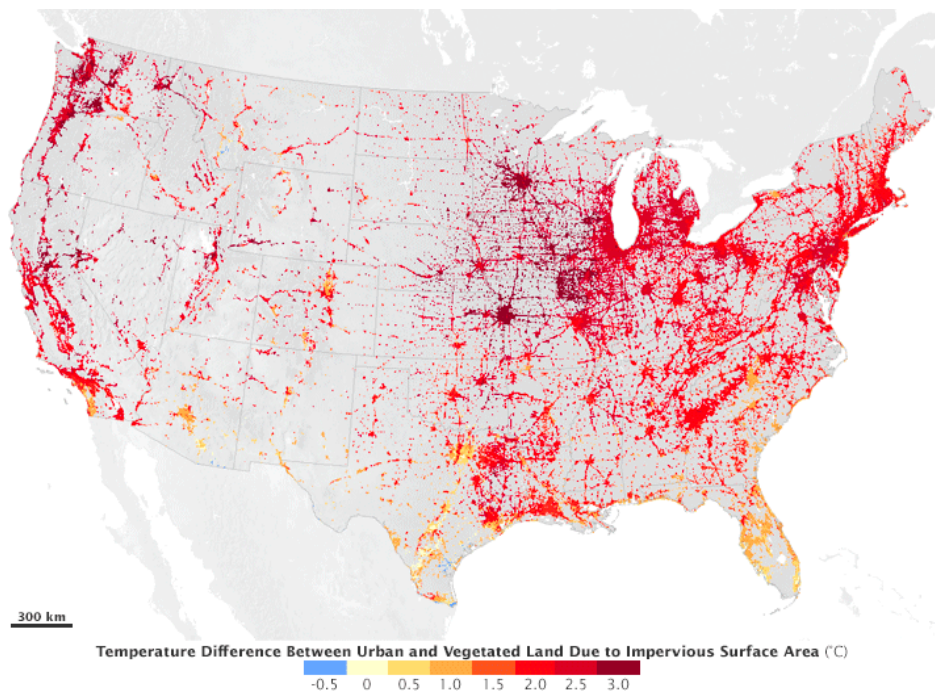 300 km
Temperature Difference Between Urban and Vegetated Land Due to Impervious Surface Area (°C)
-0.5 0 0.5 1.0 1.5 2.0 2.5 3.0